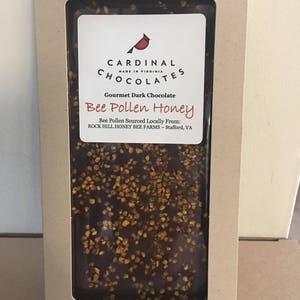 CARDINAL
MADE IN VIRGINIA
CHOCOLATES
Gourmet Dark Chocolate
Bee Pollen Honey
Bee Pollen Sourced Locally From:
ROCK HILL HONEY BEE FARMS ~ Stafford, VA